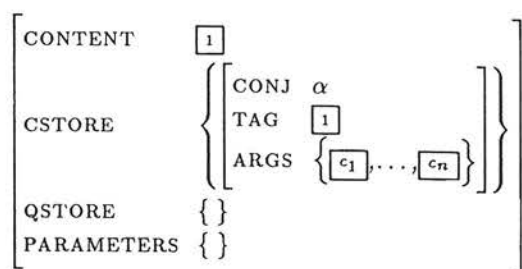 CONTENT 1
CONJ α
CSTORE TAG 1
ARGS { c1 ,..., cn }
QSTORE { }
PARAMETERS { }